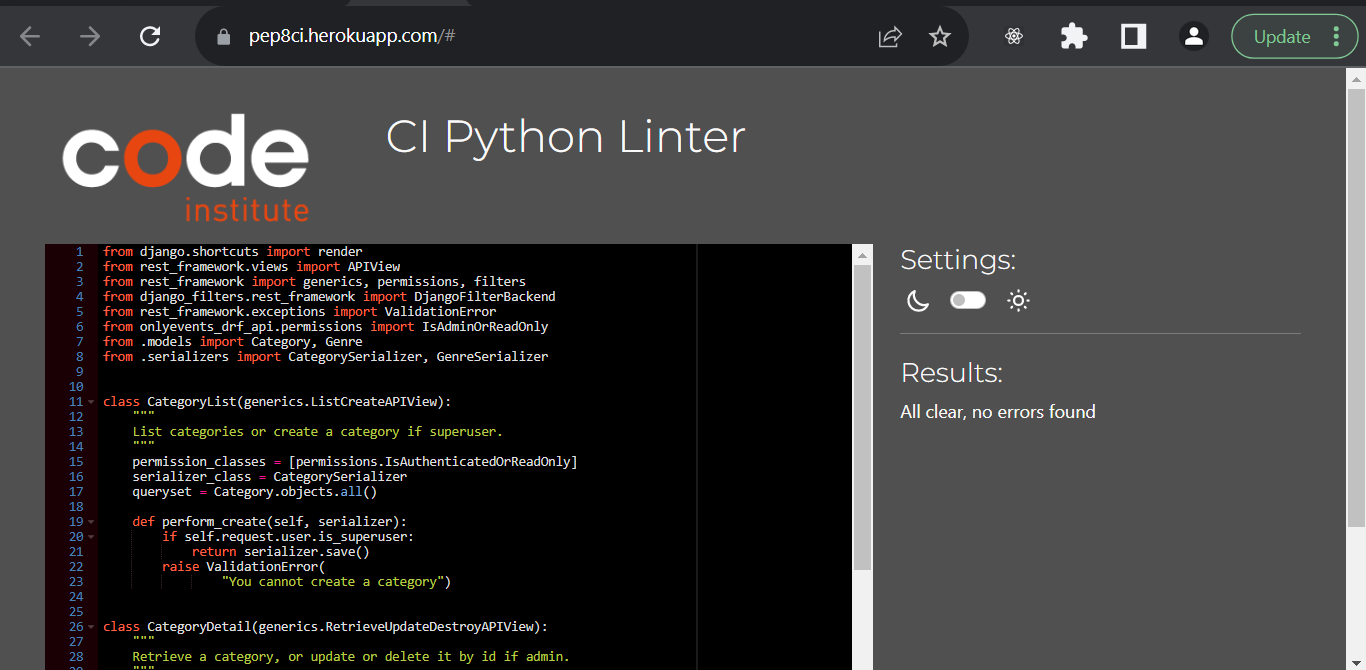 pep8ci.herokuapp.com/#
Update
code
institute
CI Python Linter
1 from django.shortcuts import render
2 from rest_framework.views import APIView
3 from rest_framework import generics, permissions, filters
4 from django_filters.rest_framework import DjangoFilterBackend
5 from rest_framework.exceptions import ValidationError
6 from onlyevents_drf_api.permissions import IsAdminOrReadOnly
7 from .models import Category, Genre
8 from .serializers import CategorySerializer, GenreSerializer
9
10
11 class CategoryList(generics.ListCreateAPIView):
12     """
13     List categories or create a category if superuser.
14     """
15     permission_classes = [permissions.IsAuthenticatedOrReadOnly]
16     serializer_class = CategorySerializer
17     queryset = Category.objects.all()
18
19     def perform_create(self, serializer):
20         if self.request.user.is_superuser:
21             return serializer.save()
22         raise ValidationError(
23                 "You cannot create a category")
24
25
26 class CategoryDetail(generics.RetrieveUpdateDestroyAPIView):
27     """
28     Retrieve a category, or update or delete it by id if admin.
29     """
Settings:
Results:
All clear, no errors found